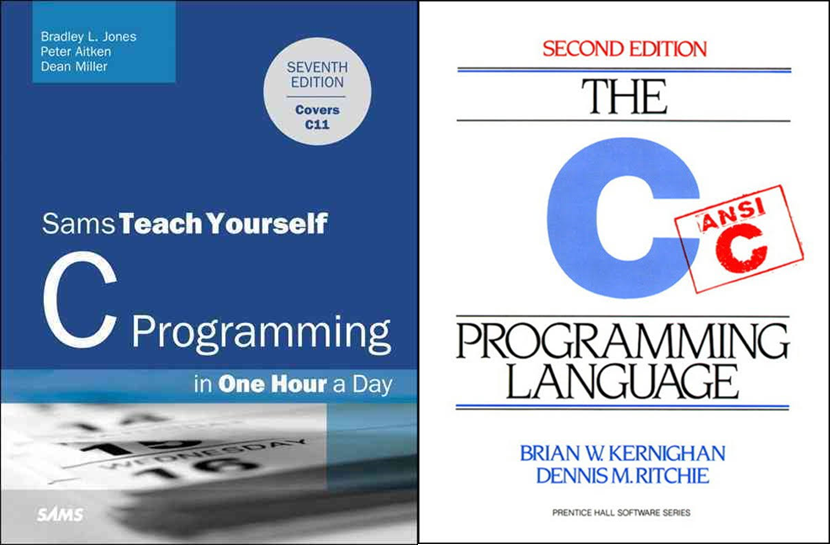 Bradley L. Jones
Peter Aitken
Dean Miller
SEVENTH
EDITION
Covers
C11
Sams Teach Yourself
C Programming
in One Hour a Day
14
15
WEDNESDAY
16
SAMS
SECOND EDITION
THE
C
ANSI
C
PROGRAMMING
LANGUAGE
BRIAN W. KERNIGHAN
DENNIS M. RITCHIE
PRENTICE HALL SOFTWARE SERIES